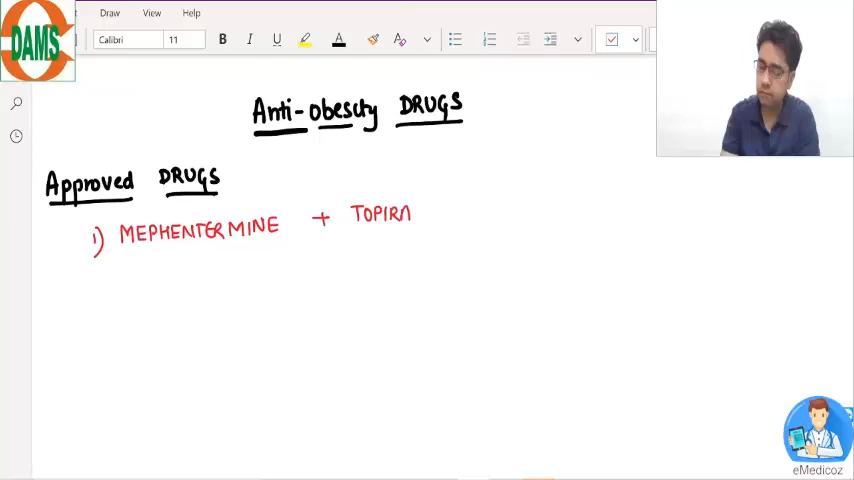 DAMS
Draw View Help
Calibri 11 B I U A
Anti-obesity DRUGS
Approved DRUGS
1) MEPHENTERMINE + TOPIRA
eMedicoz